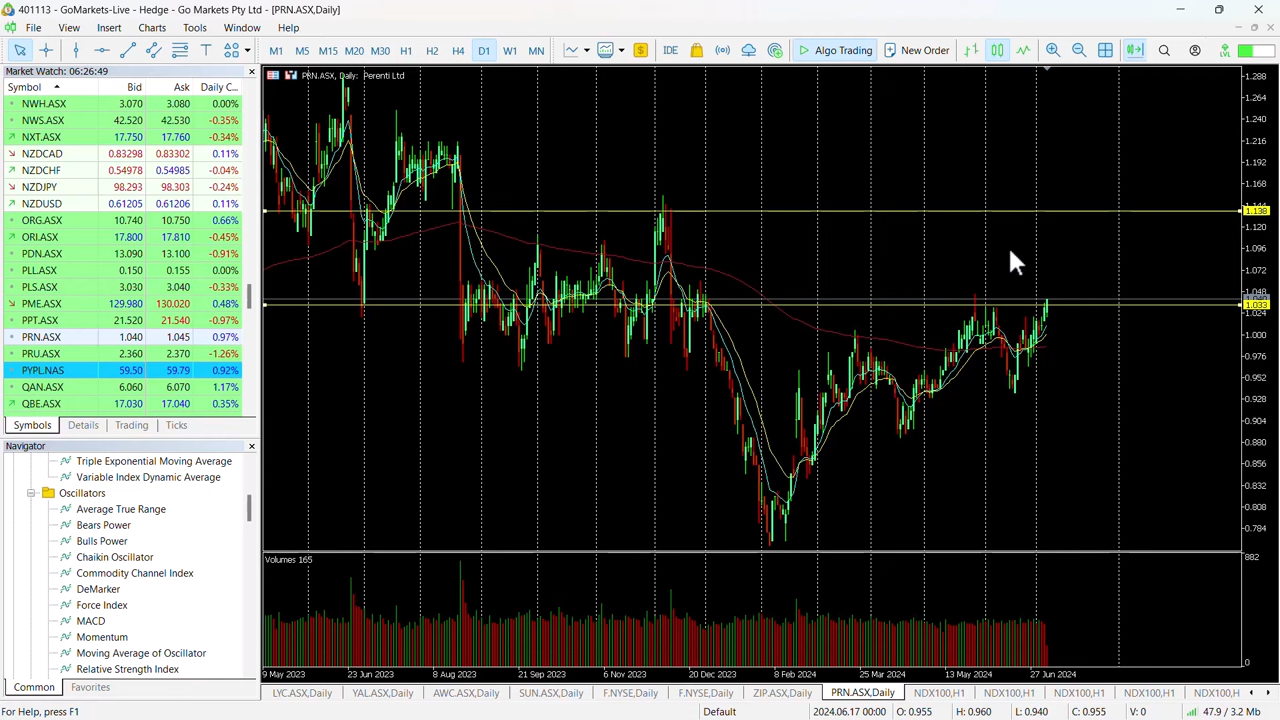 401113 - GoMarkets-Live - Hedge - Go Markets Pty Ltd - [PRN.ASX,Daily]
File View Insert Charts Tools Window Help
M1 M5 M15 M20 M30 H1 H2 H4 D1 W1 MN IDE Algo Trading New Order LVL
Market Watch: 06:26:49
Symbol Bid Ask Daily C...
NWH.ASX 3.070 3.080 0.00%
NWS.ASX 42.520 42.530 -0.35%
NXT.ASX 17.750 17.760 -0.34%
NZDCAD 0.83298 0.83302 0.11%
NZDCHF 0.54978 0.54985 -0.04%
NZDJPY 98.293 98.303 -0.24%
NZDUSD 0.61205 0.61206 0.11%
ORG.ASX 10.740 10.750 0.66%
ORI.ASX 17.800 17.810 -0.45%
PDN.ASX 13.090 13.100 -0.91%
PLL.ASX 0.150 0.155 0.00%
PLS.ASX 3.030 3.040 -0.33%
PME.ASX 129.980 130.020 0.48%
PPT.ASX 21.520 21.540 -0.97%
PRN.ASX 1.040 1.045 0.97%
PRU.ASX 2.360 2.370 -1.26%
PYPL.NAS 59.50 59.79 0.92%
QAN.ASX 6.060 6.070 1.17%
QBE.ASX 17.030 17.040 0.35%
Symbols Details Trading Ticks
Navigator
Triple Exponential Moving Average
Variable Index Dynamic Average
Oscillators
Average True Range
Bears Power
Bulls Power
Chaikin Oscillator
Commodity Channel Index
DeMarker
Force Index
MACD
Momentum
Moving Average of Oscillator
Relative Strength Index
Common Favorites
PRN.ASX, Daily: Perenti Ltd
1.288
1.264
1.240
1.216
1.192
1.168
1.138
1.120
1.096
1.072
1.048
1.033
1.024
1.000
0.976
0.952
0.928
0.904
0.880
0.856
0.832
0.808
0.784
Volumes 165
882
0
9 May 2023 23 Jun 2023 8 Aug 2023 21 Sep 2023 6 Nov 2023 20 Dec 2023 8 Feb 2024 25 Mar 2024 13 May 2024 27 Jun 2024
LYC.ASX,Daily YAL.ASX,Daily AWC.ASX,Daily SUN.ASX,Daily F.NYSE,Daily F.NYSE,Daily ZIP.ASX,Daily PRN.ASX,Daily NDX100,H1 NDX100,H1 NDX100,H1 NDX100,H1 NDX100,H
For Help, press F1 Default 2024.06.17 00:00 O: 0.955 H: 0.960 L: 0.940 C: 0.955 V: 0 47.9 / 3.2 Mb